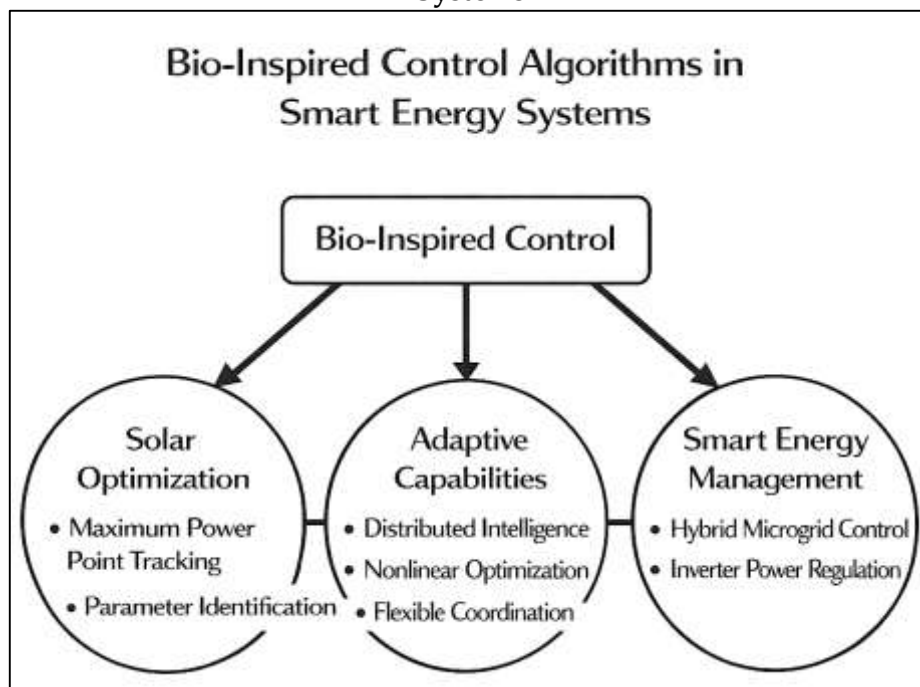 Bio-Inspired Control Algorithms in
Smart Energy Systems
Bio-Inspired Control
Solar
Optimization
• Maximum Power
Point Tracking
• Parameter Identification
Adaptive
Capabilities
• Distributed Intelligence
• Nonlinear Optimization
• Flexible Coordination
Smart Energy
Management
• Hybrid Microgrid Control
• Inverter Power Regulation